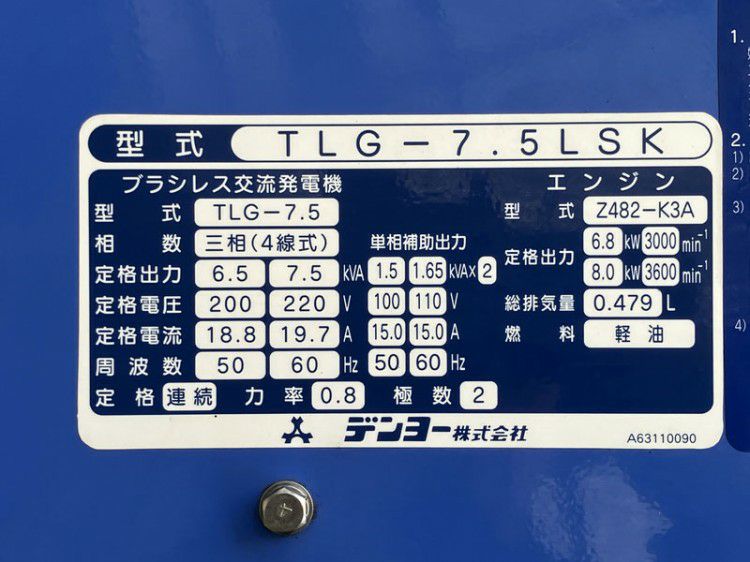 型式 TLG-7.5LSK
ブラシレス交流発電機
型式 TLG-7.5
相数 三相(4線式) 単相補助出力
定格出力 6.5 7.5 kVA 1.5 1.65 kVA×2
定格電圧 200 220 V 100 110 V
定格電流 18.8 19.7 A 15.0 15.0 A
周波数 50 60 Hz 50 60 Hz
定格 連続 力率 0.8 極数 2
エンジン
型式 Z482-K3A
定格出力 6.8 kW 3000 min⁻¹
8.0 kW 3600 min⁻¹
総排気量 0.479 L
燃料 軽油
デンヨー株式会社 A63110090
1.
2.
1)
2)
3)
4)